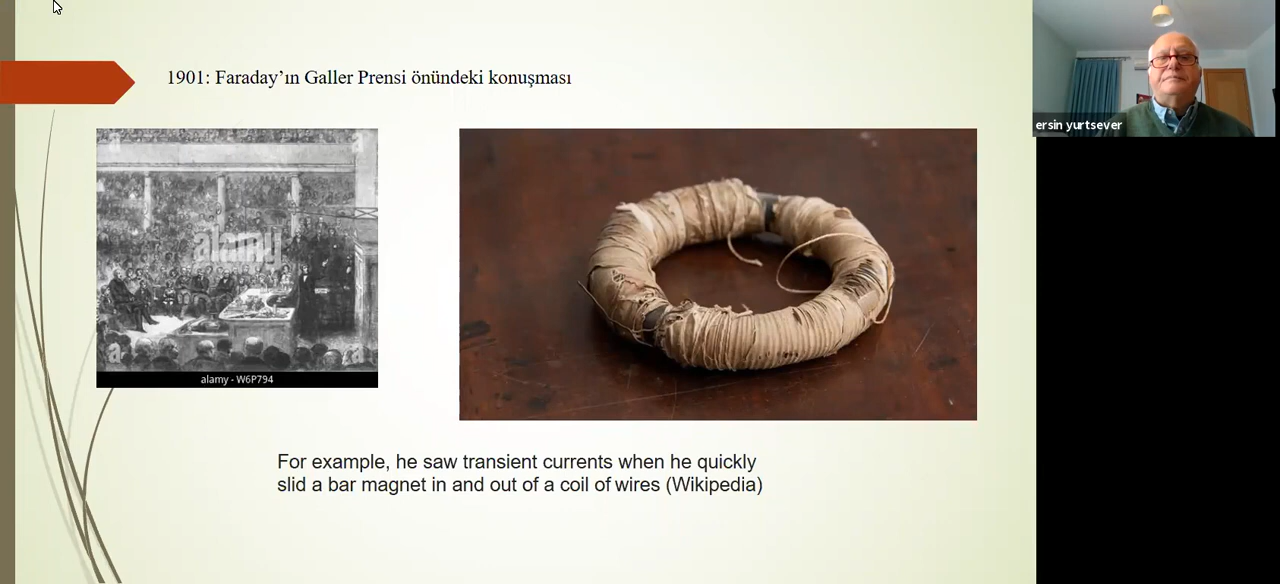 1901: Faraday’ın Galler Prensi önündeki konuşması
alamy
a
a
a
alamy - W6P794
For example, he saw transient currents when he quickly
slid a bar magnet in and out of a coil of wires (Wikipedia)
ersin yurtsever